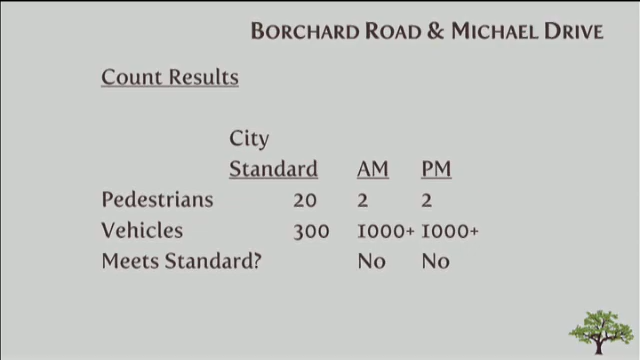 BORCHARD ROAD & MICHAEL DRIVE
Count Results
City
Standard AM PM
Pedestrians 20 2 2
Vehicles 300 1000+ 1000+
Meets Standard? No No